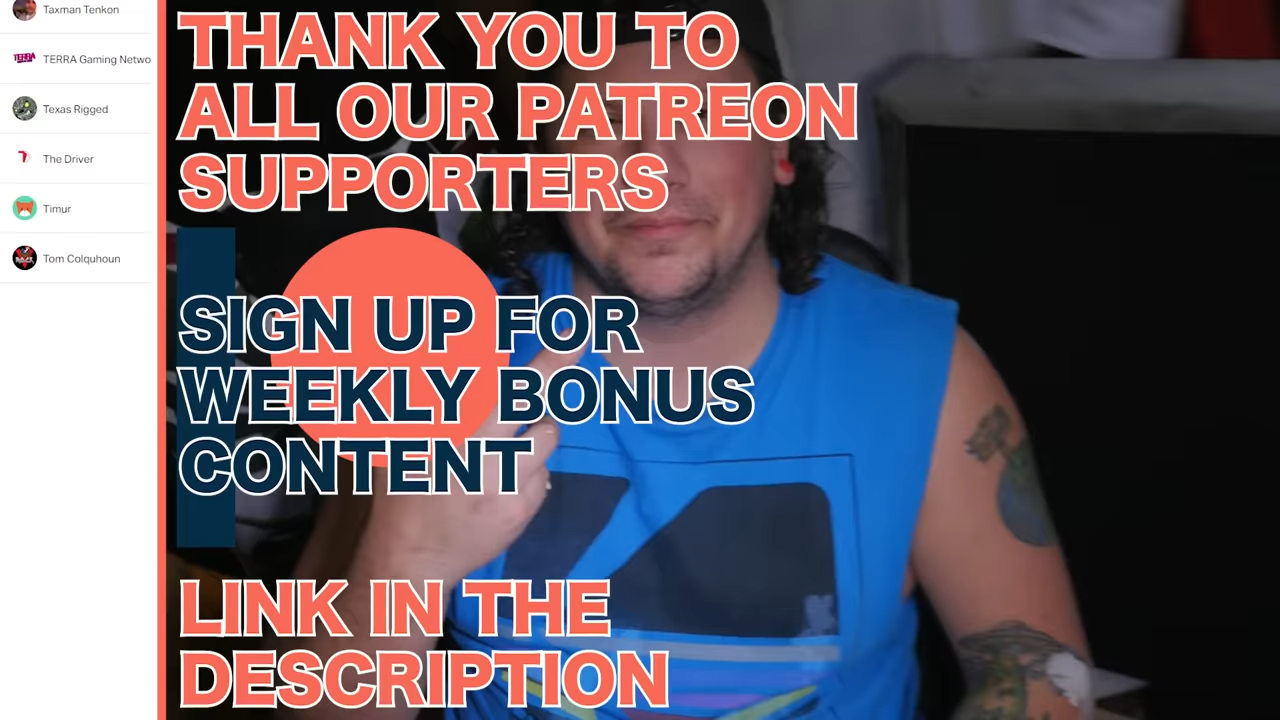 Taxman Tenkon
TERRA
TERRA Gaming Netwo
Texas Rigged
The Driver
Timur
Tom Colquhoun
THANK YOU TO
ALL OUR PATREON
SUPPORTERS
SIGN UP FOR
WEEKLY BONUS
CONTENT
LINK IN THE
DESCRIPTION